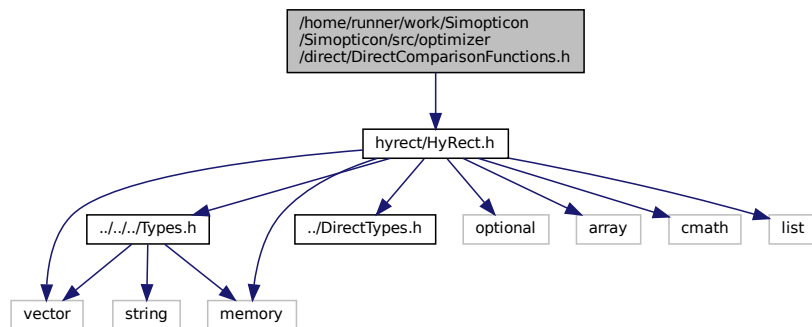 /home/runner/work/Simopticon
/Simopticon/src/optimizer
/direct/DirectComparisonFunctions.h
hyrect/HyRect.h
../../../Types.h
../DirectTypes.h
optional
array
cmath
list
vector
string
memory